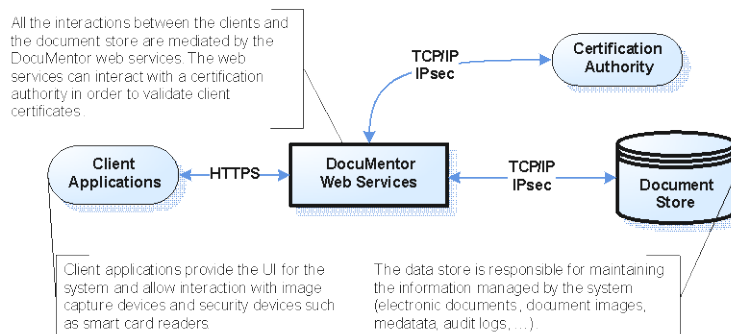 All the interactions between the clients and
the document store are mediated by the
DocuMentor web services. The web
services can interact with a certification
authority in order to validate client
certificates.
TCP/IP
IPsec
Certification
Authority
Client
Applications
HTTPS
DocuMentor
Web Services
TCP/IP
IPsec
Document
Store
Client applications provide the UI for the
system and allow interaction with image
capture devices and security devices such
as smart card readers.
The data store is responsible for maintaining
the information managed by the system
(electronic documents, document images,
medatata, audit logs, ...).